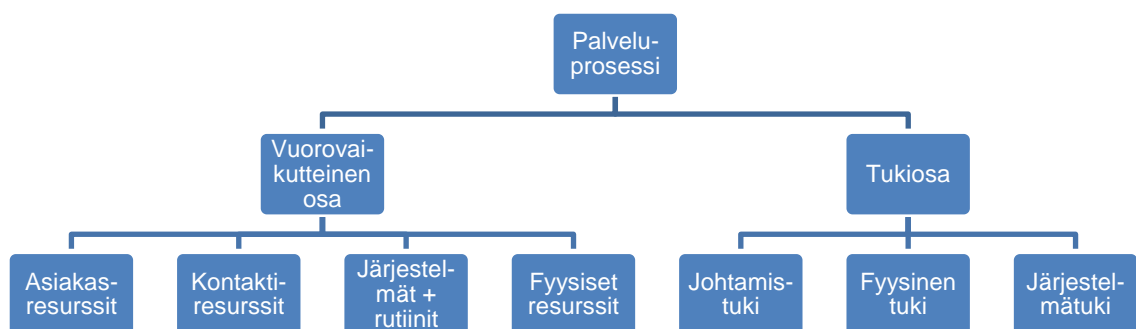 Palvelu-
prosessi
Vuorovai-
kutteinen
osa
Tukiosa
Asiakas-
resurssit
Kontakti-
resurssit
Järjestel-
mät +
rutiinit
Fyysiset
resurssit
Johtamis-
tuki
Fyysinen
tuki
Järjestel-
mätuki